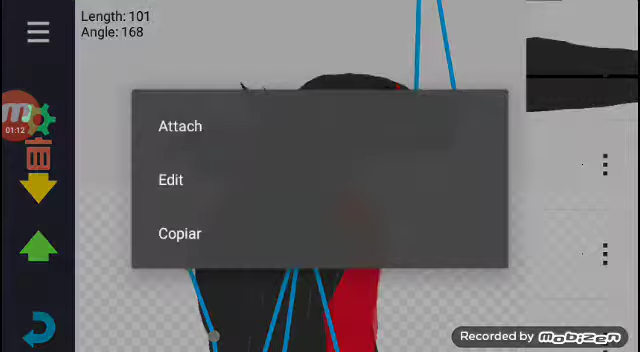 Length: 101
Angle: 168
M
01:12
Attach
Edit
Copiar
Recorded by mobizen